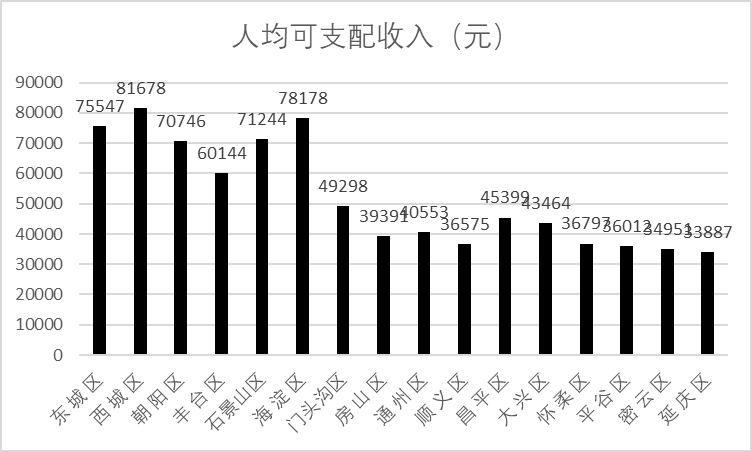 人均可支配收入（元）
90000
80000
70000
60000
50000
40000
30000
20000
10000
0
75547
81678
70746
60144
71244
78178
49298
39391
40553
36575
45399
43464
36797
36012
34951
33887
东城区
西城区
朝阳区
丰台区
石景山区
海淀区
门头沟区
房山区
通州区
顺义区
昌平区
大兴区
怀柔区
平谷区
密云区
延庆区